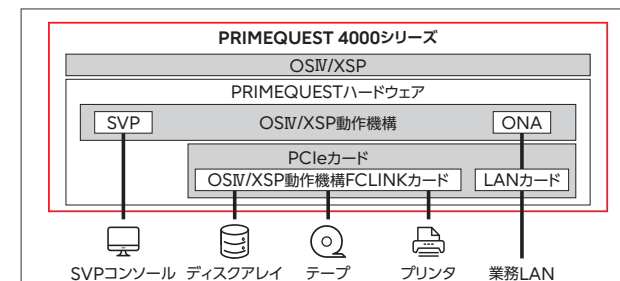 PRIMEQUEST 4000シリーズ
OSⅣ/XSP
PRIMEQUESTハードウェア
SVP OSⅣ/XSP動作機構 ONA
PCIeカード
OSⅣ/XSP動作機構FCLINKカード LANカード
SVPコンソール ディスクアレイ テープ プリンタ 業務LAN